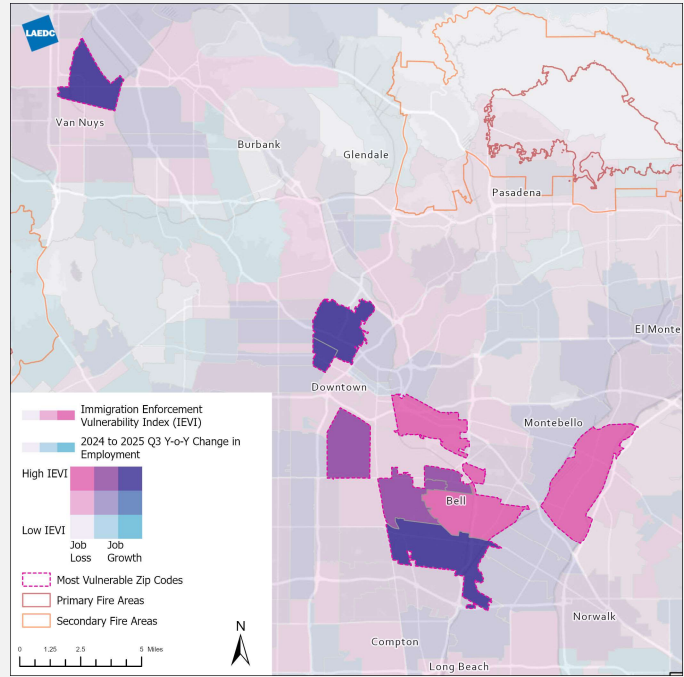 LAEDC
Van Nuys
Burbank
Glendale
Pasadena
El Monte
Downtown
Montebello
Bell
Norwalk
Compton
Long Beach
Immigration Enforcement
Vulnerability Index (IEVI)
2024 to 2025 Q3 Y-o-Y Change in
Employment
High IEVI
Low IEVI
Job Job
Loss Growth
Most Vulnerable Zip Codes
Primary Fire Areas
Secondary Fire Areas
N
0 1.25 2.5 5 Miles